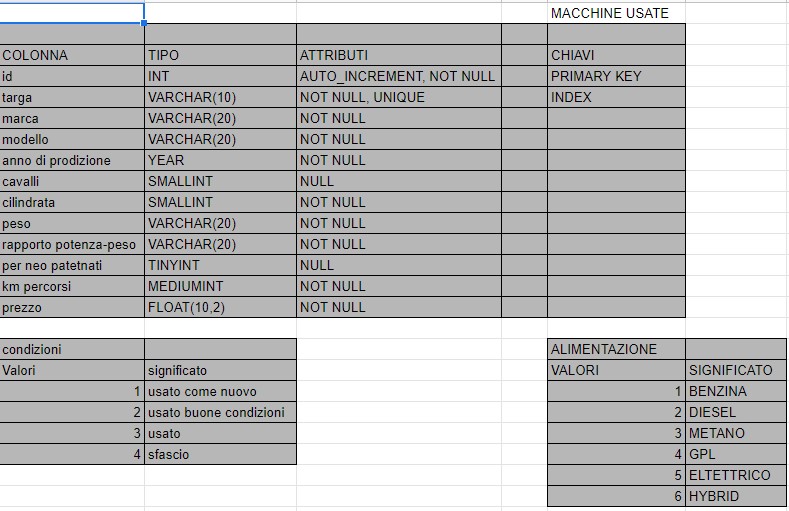 MACCHINE USATE
COLONNA TIPO ATTRIBUTI CHIAVI
id INT AUTO_INCREMENT, NOT NULL PRIMARY KEY
targa VARCHAR(10) NOT NULL, UNIQUE INDEX
marca VARCHAR(20) NOT NULL
modello VARCHAR(20) NOT NULL
anno di prodizione YEAR NOT NULL
cavalli SMALLINT NULL
cilindrata SMALLINT NOT NULL
peso VARCHAR(20) NOT NULL
rapporto potenza-peso VARCHAR(20) NOT NULL
per neo patetnati TINYINT NULL
km percorsi MEDIUMINT NOT NULL
prezzo FLOAT(10,2) NOT NULL
condizioni ALIMENTAZIONE
Valori significato VALORI SIGNIFICATO
1 usato come nuovo 1 BENZINA
2 usato buone condizioni 2 DIESEL
3 usato 3 METANO
4 sfascio 4 GPL
5 ELTETTRICO
6 HYBRID